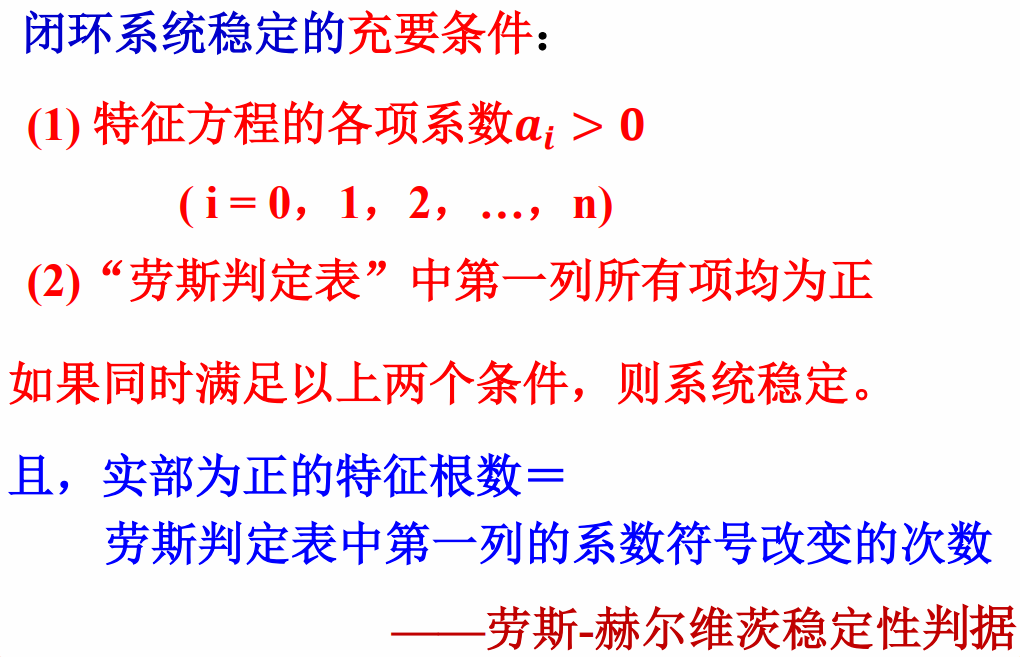 闭环系统稳定的充要条件：
(1) 特征方程的各项系数aᵢ > 0
( i = 0，1，2，…，n)
(2)“劳斯判定表”中第一列所有项均为正
如果同时满足以上两个条件，则系统稳定。
且，实部为正的特征根数＝
劳斯判定表中第一列的系数符号改变的次数
——劳斯-赫尔维茨稳定性判据